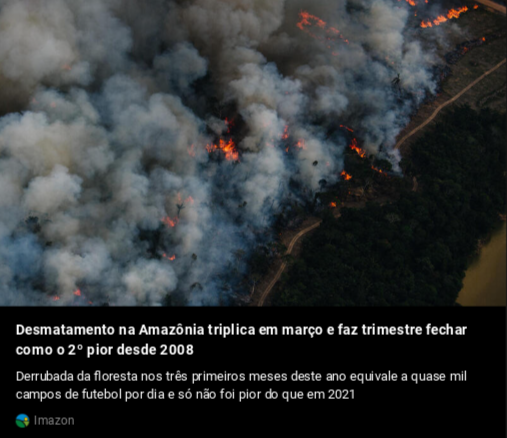 Desmatamento na Amazônia triplica em março e faz trimestre fechar
como o 2º pior desde 2008
Derrubada da floresta nos três primeiros meses deste ano equivale a quase mil
campos de futebol por dia e só não foi pior do que em 2021
Imazon